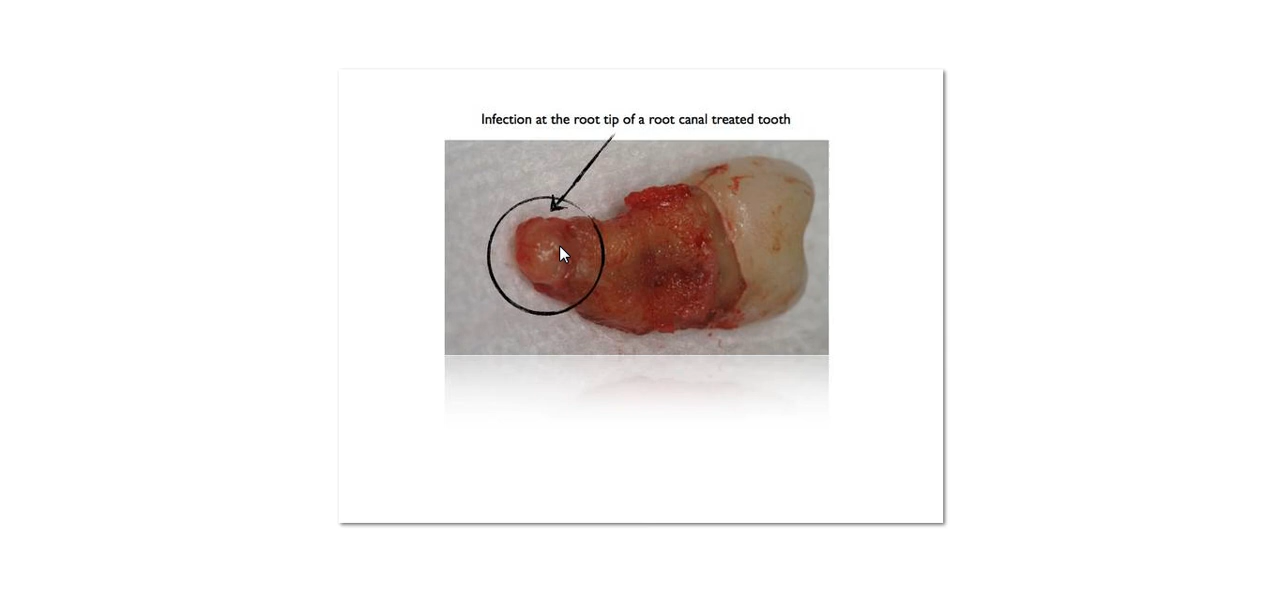 Infection at the root tip of a root canal treated tooth